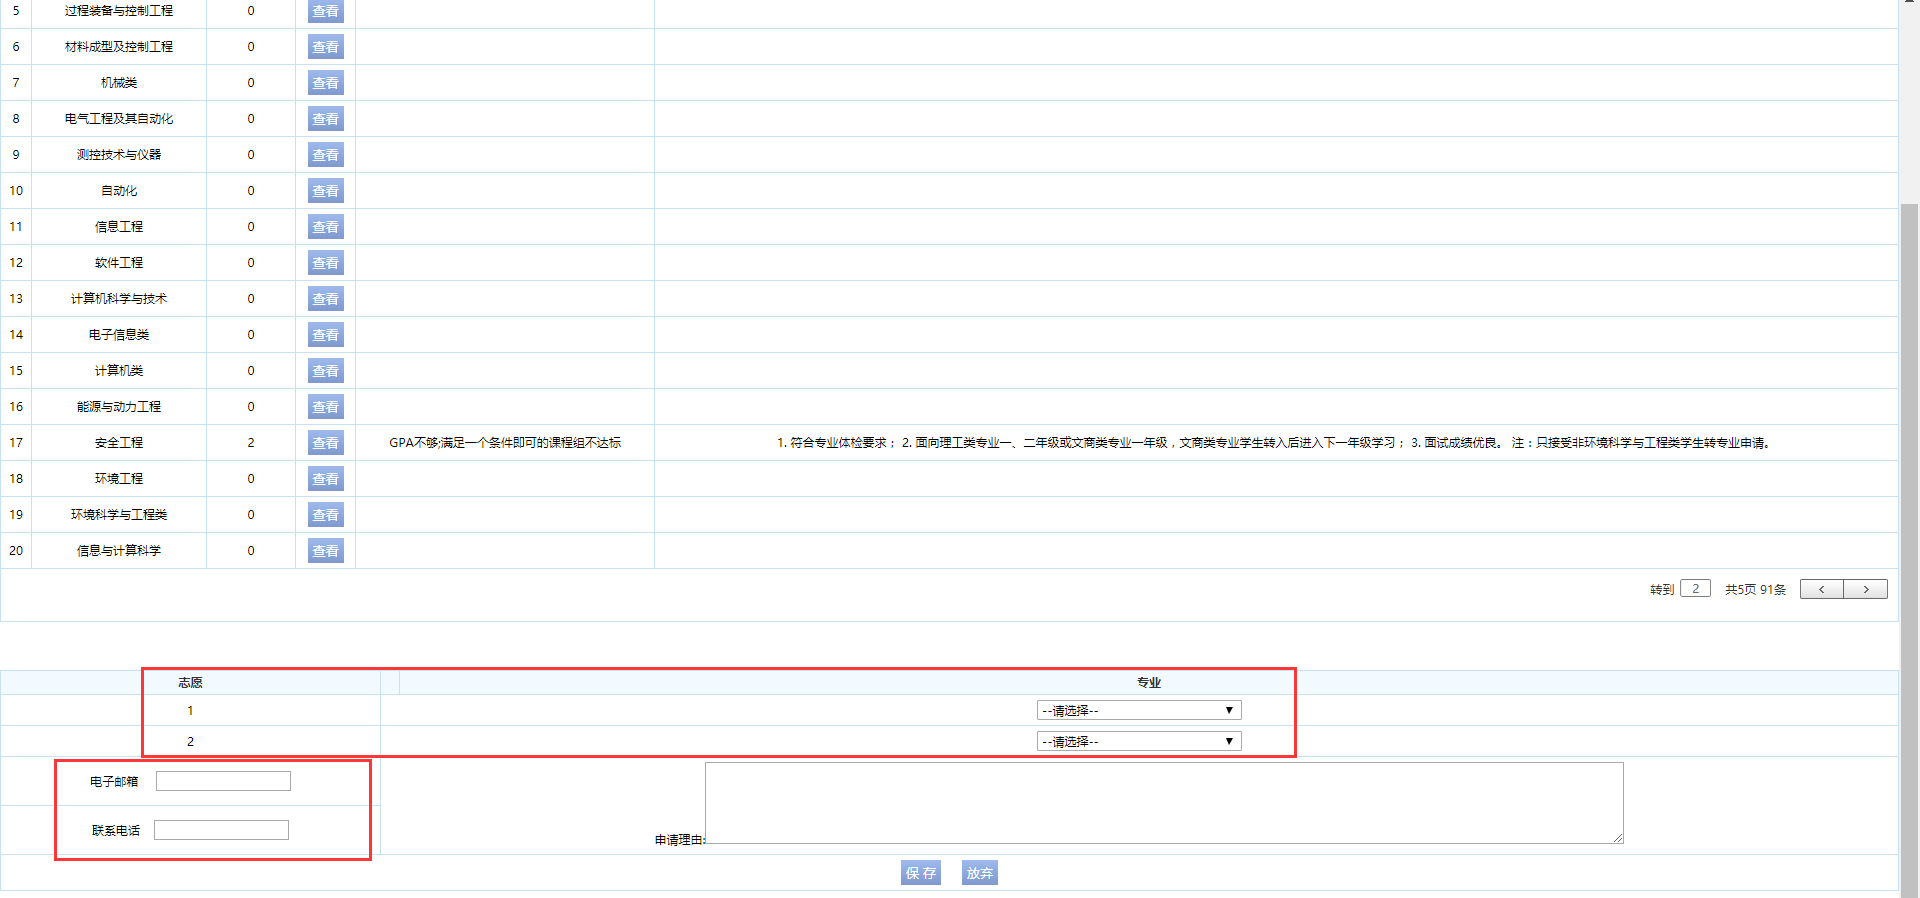 5 过程装备与控制工程 0 查看
6 材料成型及控制工程 0 查看
7 机械类 0 查看
8 电气工程及其自动化 0 查看
9 测控技术与仪器 0 查看
10 自动化 0 查看
11 信息工程 0 查看
12 软件工程 0 查看
13 计算机科学与技术 0 查看
14 电子信息类 0 查看
15 计算机类 0 查看
16 能源与动力工程 0 查看
17 安全工程 2 查看 GPA不够;满足一个条件即可的课程组不达标 1. 符合专业体检要求； 2. 面向理工类专业一、二年级或文商类专业一年级，文商类专业学生转入后进入下一年级学习； 3. 面试成绩优良。 注：只接受非环境科学与工程类学生转专业申请。
18 环境工程 0 查看
19 环境科学与工程类 0 查看
20 信息与计算科学 0 查看
转到 2 共5页 91条 < >
志愿 专业
1 --请选择--
2 --请选择--
电子邮箱
联系电话
申请理由:
保 存 放弃